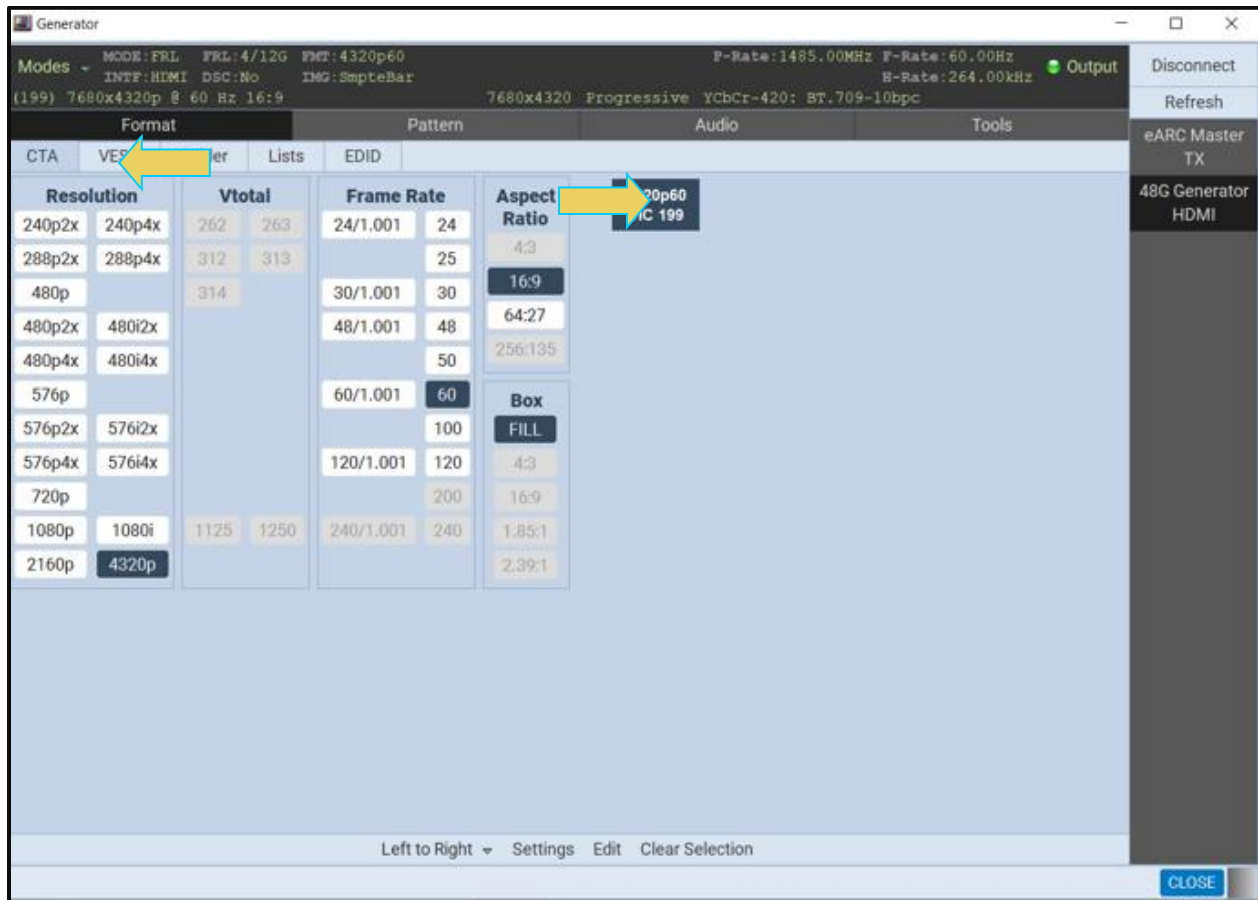 Generator
Modes MODE:FRL FRL:4/12G FMT:4320p60 P-Rate:1485.00MHz F-Rate:60.00Hz Output
INTF:HDMI DSC:No IMG:SmpteBar H-Rate:264.00kHz
(199) 7680x4320p @ 60 Hz 16:9 7680x4320 Progressive YCbCr-420: BT.709-10bpc
Disconnect
Refresh
eARC Master
TX
48G Generator
HDMI
Format Pattern Audio Tools
CTA Lists EDID
Resolution Vtotal Frame Rate Aspect
Ratio
240p2x 240p4x 262 263 24/1.001 24
4:3
288p2x 288p4x 312 313 25
16:9
480p 314 30/1.001 30
64:27
480p2x 480i2x 48/1.001 48
256:135
480p4x 480i4x 50
576p 60/1.001 60 Box
576p2x 576i2x 100 FILL
576p4x 576i4x 120/1.001 120 4:3
720p 200 16:9
1080p 1080i 1125 1250 240/1.001 240 1.85:1
2160p 4320p 2.39:1
199
Left to Right Settings Edit Clear Selection
CLOSE